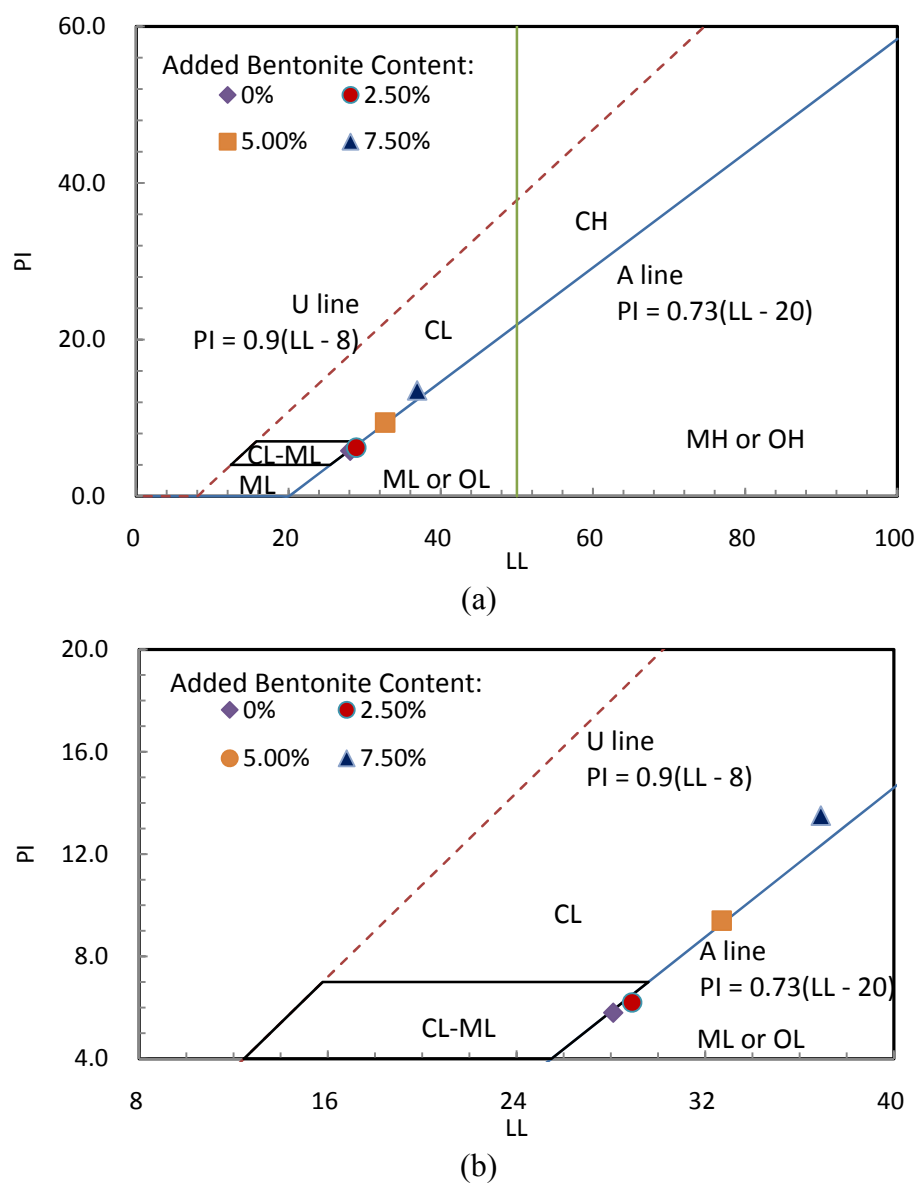 60.0
Added Bentonite Content:
0% 2.50%
5.00% 7.50%
40.0
CH
PI
A line
PI = 0.73(LL - 20)
U line
PI = 0.9(LL - 8)
CL
20.0
CL-ML
MH or OH
ML
ML or OL
0.0
0 20 40 60 80 100
LL
(a)
20.0
Added Bentonite Content:
0% 2.50%
5.00% 7.50%
16.0
U line
PI = 0.9(LL - 8)
PI
12.0
CL
8.0
A line
PI = 0.73(LL - 20)
CL-ML
ML or OL
4.0
8 16 24 32 40
LL
(b)